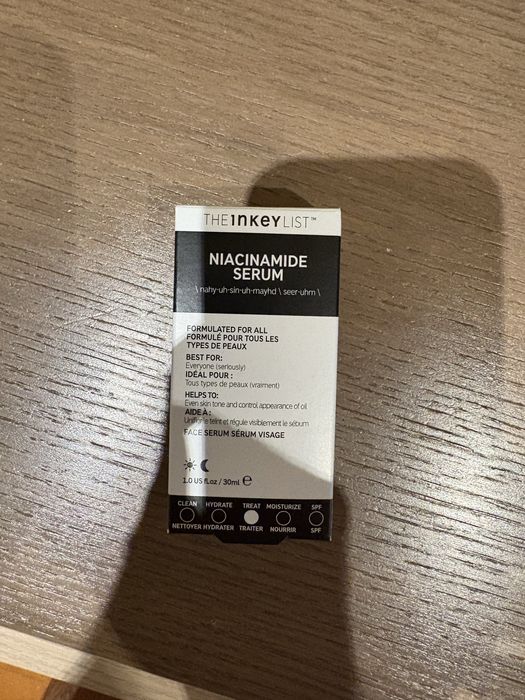 THE INKEY LIST™
NIACINAMIDE
SERUM
\ nahy-uh-sin-uh-mayhd \ seer-uhm \
FORMULATED FOR ALL
FORMULÉ POUR TOUS LES
TYPES DE PEAUX
BEST FOR:
Everyone (seriously)
IDÉAL POUR :
Tous types de peaux (vraiment)
HELPS TO:
Even skin tone and control appearance of oil
AIDE À :
Unifier le teint et régule visiblement le sébum
FACE SERUM SÉRUM VISAGE
1.0 US fl.oz / 30ml ℮
CLEAN HYDRATE TREAT MOISTURIZE SPF
NETTOYER HYDRATER TRAITER NOURRIR SPF